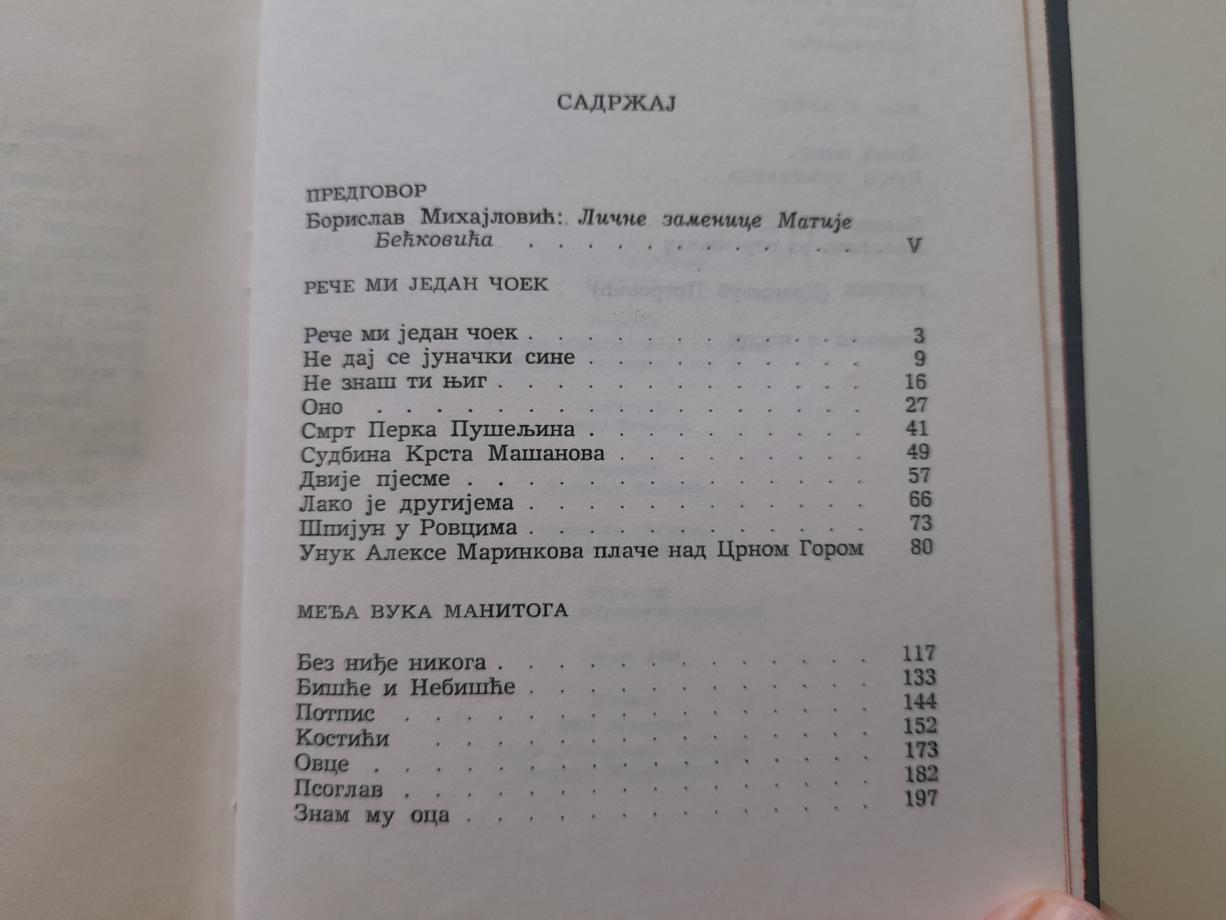 САДРЖАЈ
ПРЕДГОВОР
Борислав Михајловић: Личне заменице Матије
Бећковића . . . . . . . . . . . . V
РЕЧЕ МИ ЈЕДАН ЧОЕК
Рече ми један чоек . . . . . . . . . . . 3
Не дај се јуначки сине . . . . . . . . . 9
Не знаш ти њиг . . . . . . . . . . . . 16
Оно . . . . . . . . . . . . . . . . 27
Смрт Перка Пушељина . . . . . . . . . 41
Судбина Крста Машанова . . . . . . . . 49
Двије пјесме . . . . . . . . . . . . . 57
Лако је другијема . . . . . . . . . . . 66
Шпијун у Ровцима . . . . . . . . . . . 73
Унук Алексе Маринкова плаче над Црном Гором 80
МЕЂА ВУКА МАНИТОГА
Без ниђе никога . . . . . . . . . . . . 117
Бишће и Небишће . . . . . . . . . . . 133
Потпис . . . . . . . . . . . . . . . 144
Костићи . . . . . . . . . . . . . . 152
Овце . . . . . . . . . . . . . . . . 173
Псоглав . . . . . . . . . . . . . . . 182
Знам му оца . . . . . . . . . . . . . 197